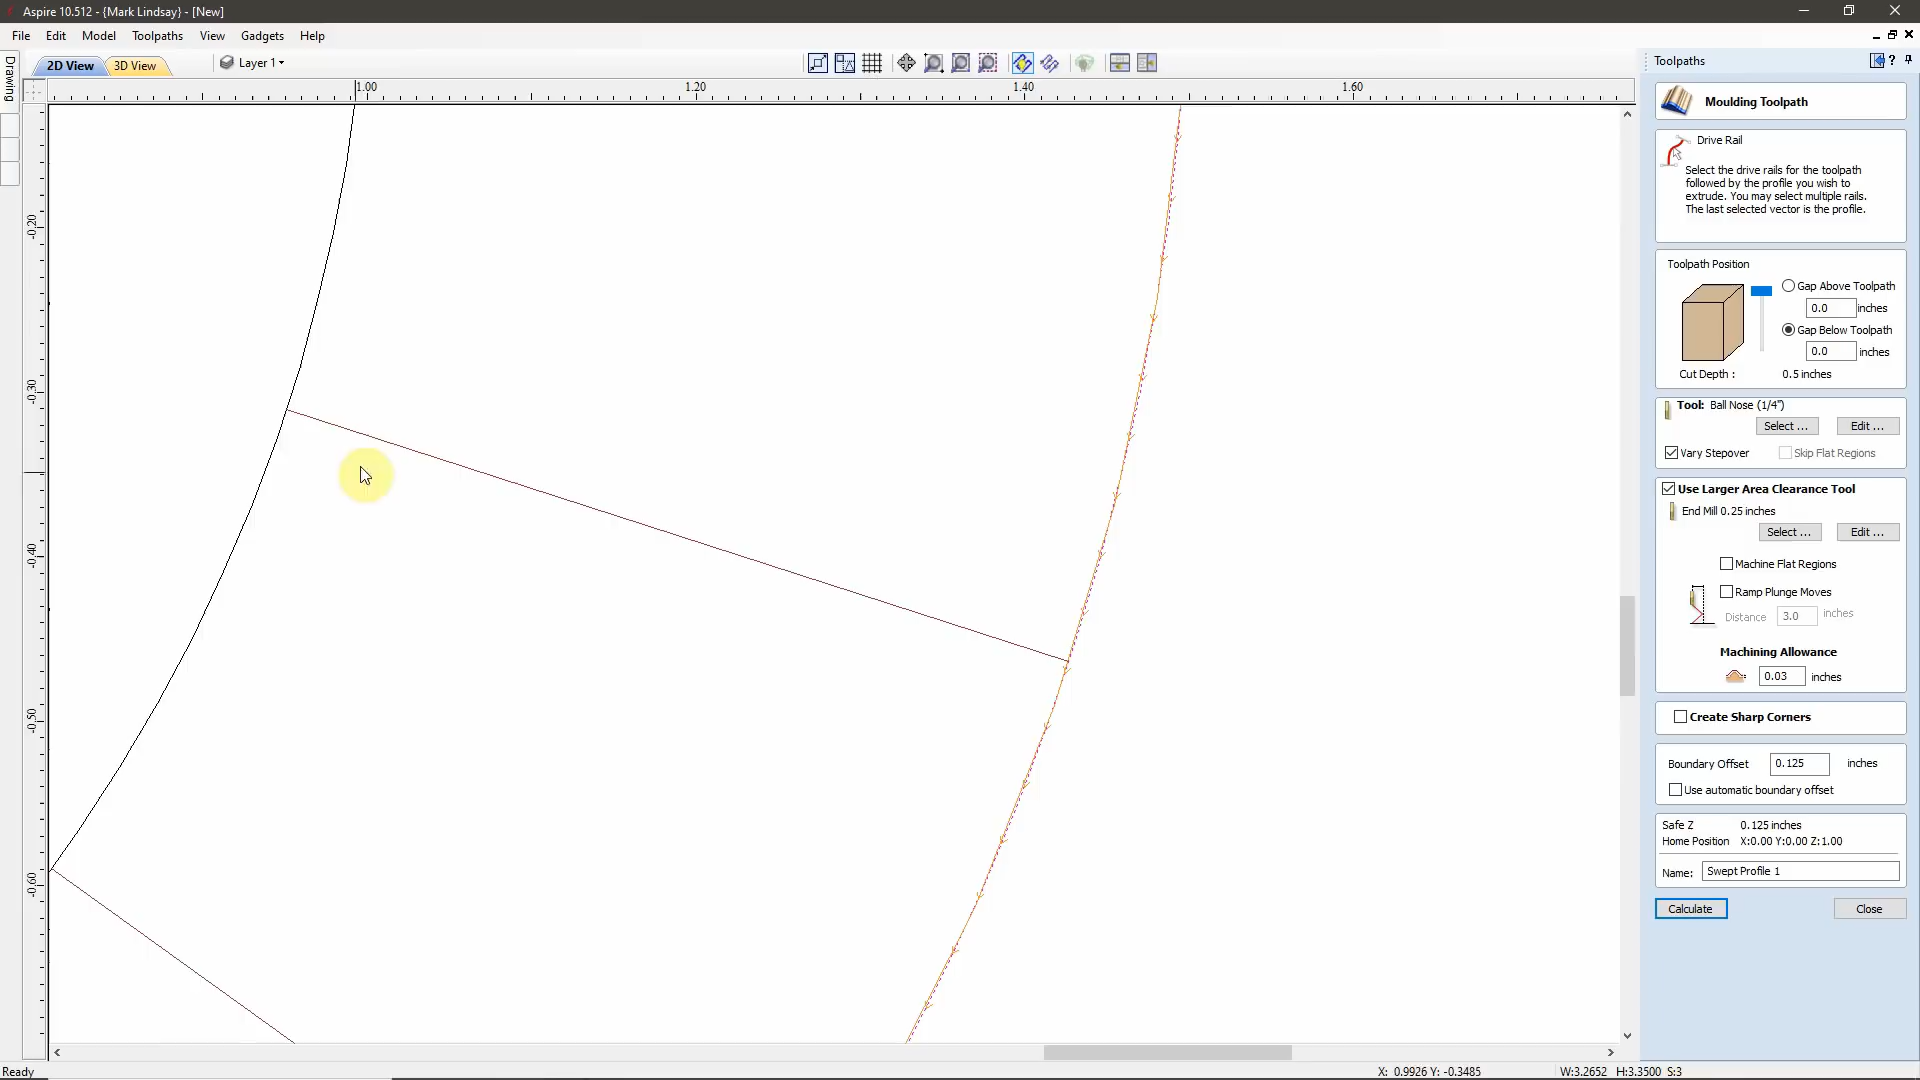 Aspire 10.512 - {Mark Lindsay} - [New]
File Edit Model Toolpaths View Gadgets Help
2D View 3D View Layer 1
Toolpaths
Drawing
1.00 1.20 1.40 1.60
-0.20
-0.30
-0.40
-0.50
-0.60
Moulding Toolpath
Drive Rail
Select the drive rails for the toolpath
followed by the profile you wish to
extrude. You may select multiple rails.
The last selected vector is the profile.
Toolpath Position
Gap Above Toolpath
0.0 inches
Gap Below Toolpath
0.0 inches
Cut Depth : 0.5 inches
Tool: Ball Nose (1/4")
Select ... Edit ...
Vary Stepover Skip Flat Regions
Use Larger Area Clearance Tool
End Mill 0.25 inches
Select ... Edit ...
Machine Flat Regions
Ramp Plunge Moves
Distance 3.0 inches
Machining Allowance
0.03 inches
Create Sharp Corners
Boundary Offset 0.125 inches
Use automatic boundary offset
Safe Z 0.125 inches
Home Position X:0.00 Y:0.00 Z:1.00
Name: Swept Profile 1
Calculate Close
Ready X: 0.9926 Y: -0.3485 W:3.2652 H:3.3500 S:3